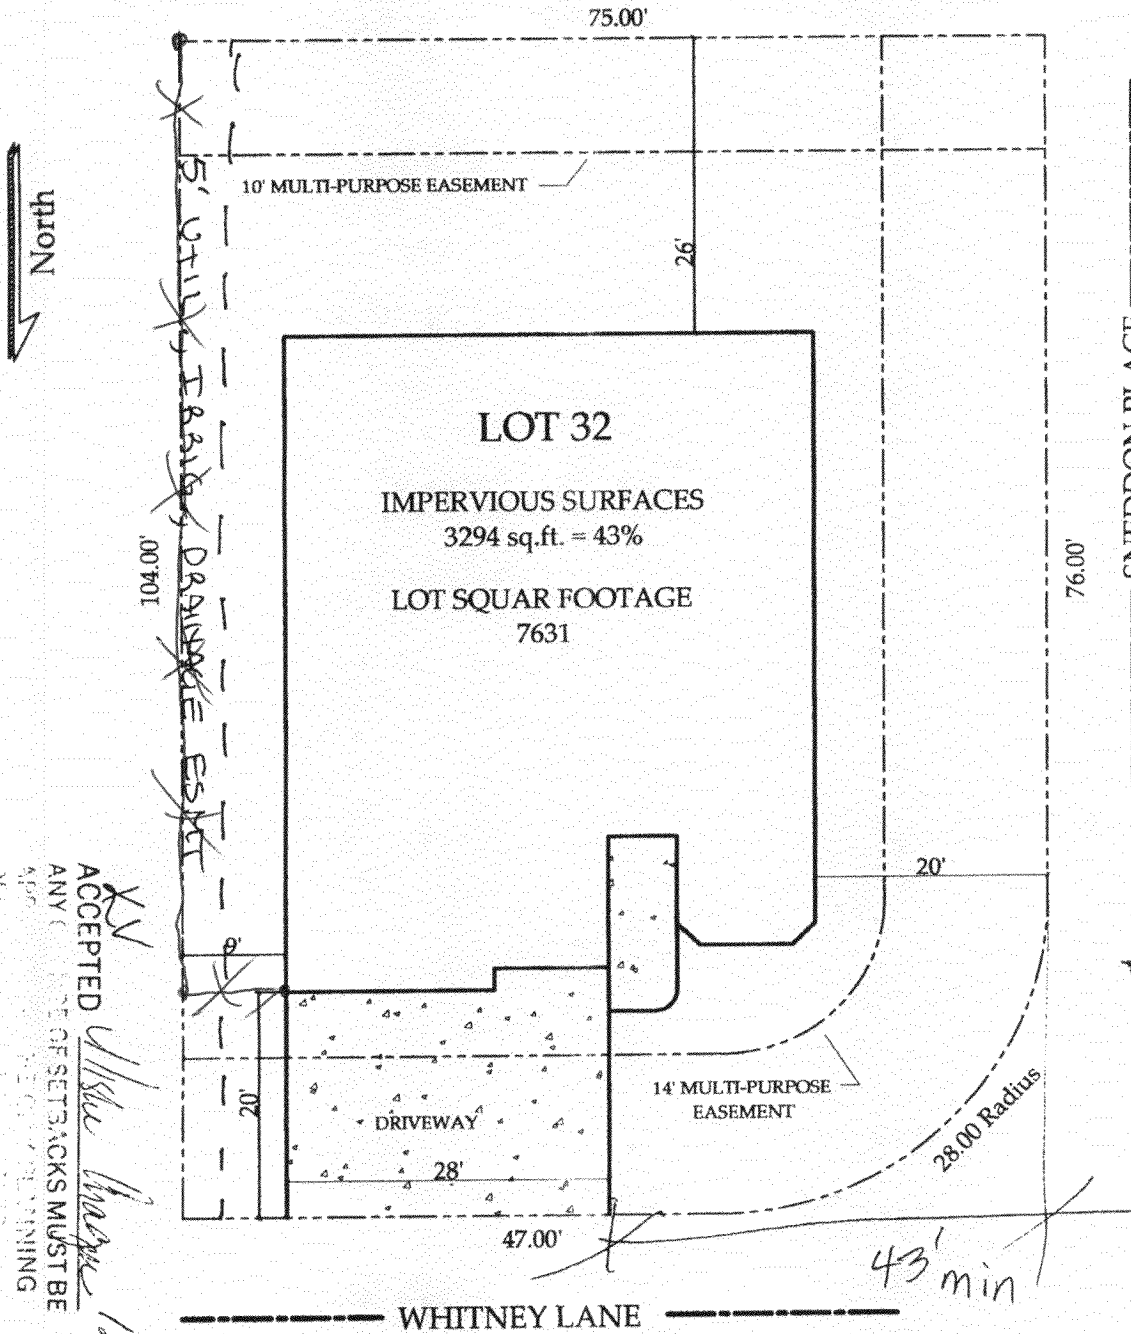 75.00'
North
10' MULTI-PURPOSE EASEMENT
26'
5' UTIL, IRRIG, DRAINAGE ESMT
LOT 32
IMPERVIOUS SURFACES
3294 sq.ft. = 43%
LOT SQUAR FOOTAGE
7631
104.00'
76.00'
20'
9'
20'
14' MULTI-PURPOSE
EASEMENT
DRIVEWAY
28'
28.00 Radius
47.00'
43' min
WHITNEY LANE
KV
ACCEPTED
ANY OF SETBACKS MUST BE